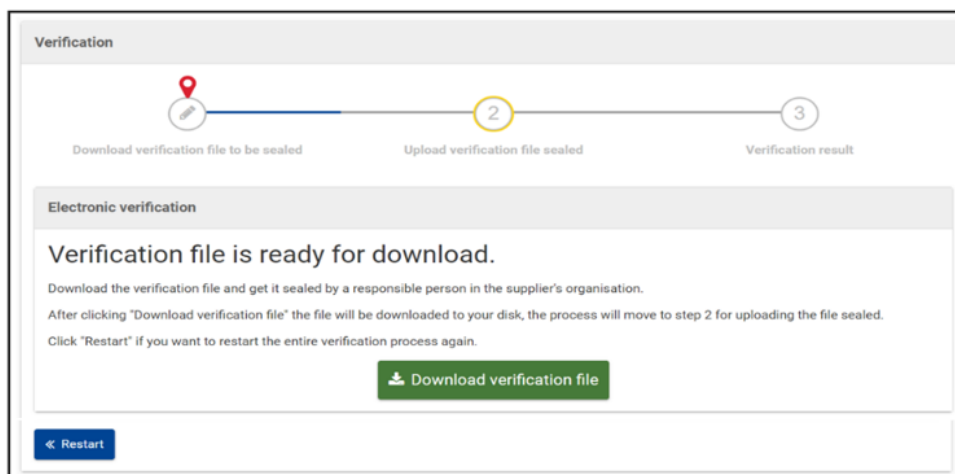 Verification
2
3
Download verification file to be sealed
Upload verification file sealed
Verification result
Electronic verification
Verification file is ready for download.
Download the verification file and get it sealed by a responsible person in the supplier's organisation.
After clicking "Download verification file" the file will be downloaded to your disk, the process will move to step 2 for uploading the file sealed.
Click "Restart" if you want to restart the entire verification process again.
Download verification file
« Restart